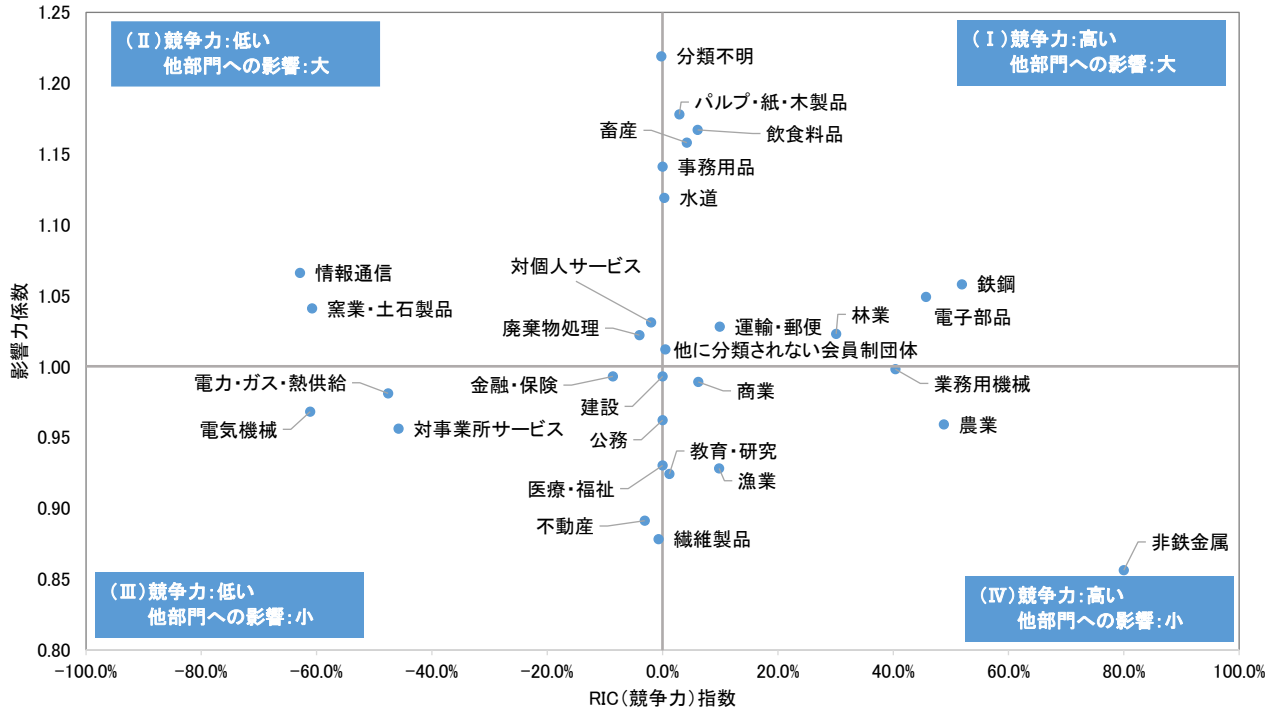 1.25
1.20
1.15
1.10
1.05
1.00
0.95
0.90
0.85
0.80
影響力係数
(Ⅱ)競争力:低い
他部門への影響:大
(Ⅰ)競争力:高い
他部門への影響:大
分類不明
パルプ・紙・木製品
畜産
飲食料品
事務用品
水道
対個人サービス
情報通信
鉄鋼
窯業・土石製品
廃棄物処理
運輸・郵便
林業
電子部品
他に分類されない会員制団体
電力・ガス・熱供給
金融・保険
商業
業務用機械
建設
電気機械
対事業所サービス
公務
農業
教育・研究
医療・福祉
漁業
不動産
繊維製品
非鉄金属
(Ⅲ)競争力:低い
他部門への影響:小
(Ⅳ)競争力:高い
他部門への影響:小
-100.0% -80.0% -60.0% -40.0% -20.0% 0.0% 20.0% 40.0% 60.0% 80.0% 100.0%
RIC(競争力)指数